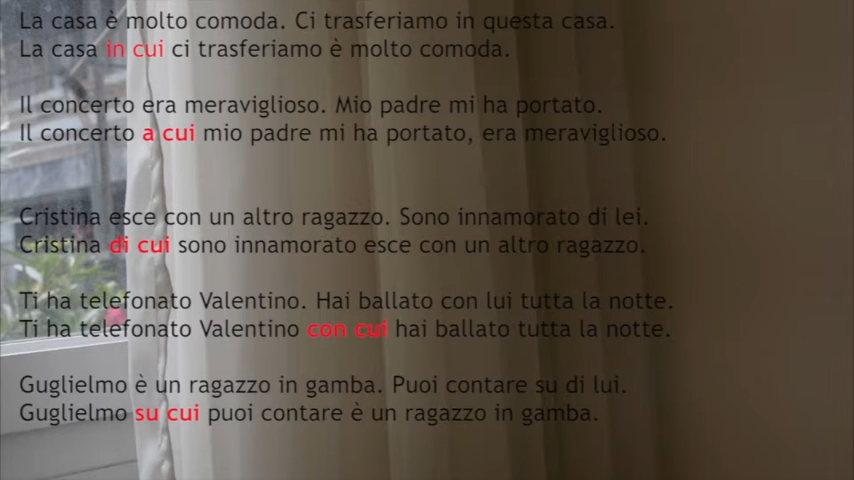 La casa è molto comoda. Ci trasferiamo in questa casa.
La casa in cui ci trasferiamo è molto comoda.
Il concerto era meraviglioso. Mio padre mi ha portato.
Il concerto a cui mio padre mi ha portato, era meraviglioso.
Cristina esce con un altro ragazzo. Sono innamorato di lei.
Cristina di cui sono innamorato esce con un altro ragazzo.
Ti ha telefonato Valentino. Hai ballato con lui tutta la notte.
Ti ha telefonato Valentino con cui hai ballato tutta la notte.
Guglielmo è un ragazzo in gamba. Puoi contare su di lui.
Guglielmo su cui puoi contare è un ragazzo in gamba.